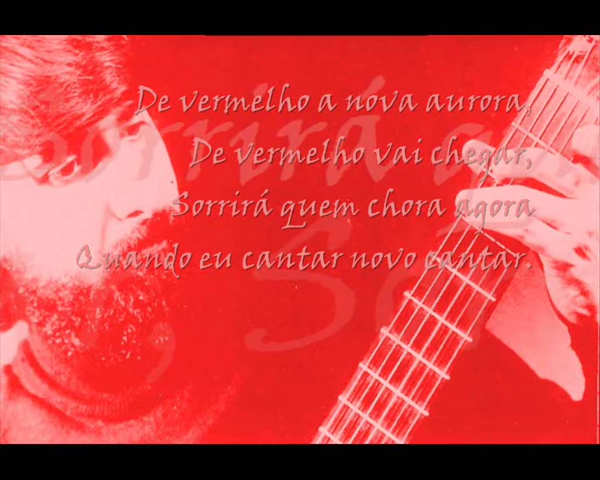 De vermelho a nova aurora,
De vermelho vai chegar,
Sorrirá quem chora agora
Quando eu cantar novo cantar.